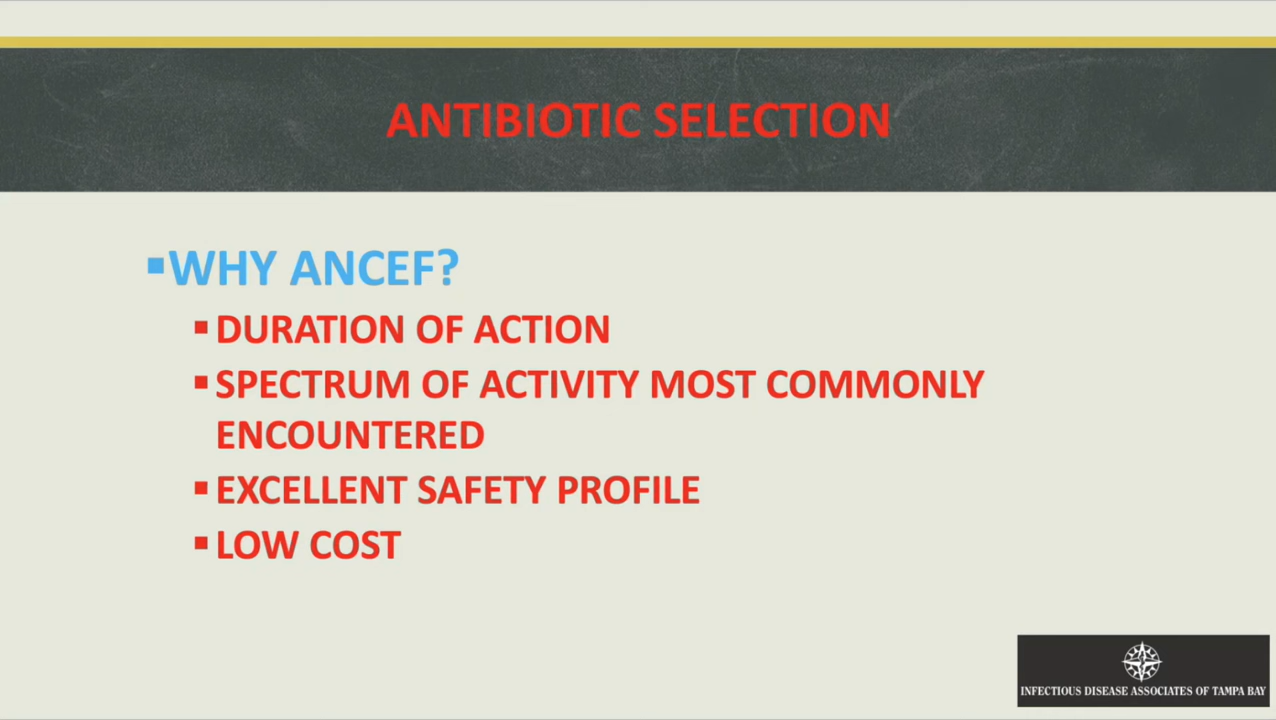 ANTIBIOTIC SELECTION
▪WHY ANCEF?
▪DURATION OF ACTION
▪SPECTRUM OF ACTIVITY MOST COMMONLY
ENCOUNTERED
▪EXCELLENT SAFETY PROFILE
▪LOW COST
INFECTIOUS DISEASE ASSOCIATES OF TAMPA BAY